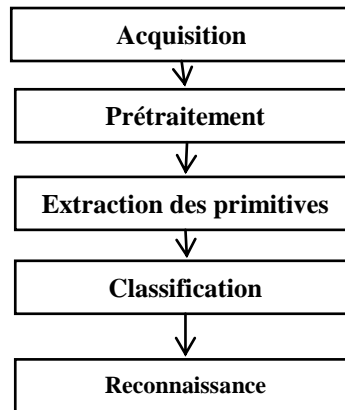 Acquisition
Prétraitement
Extraction des primitives
Classification
Reconnaissance